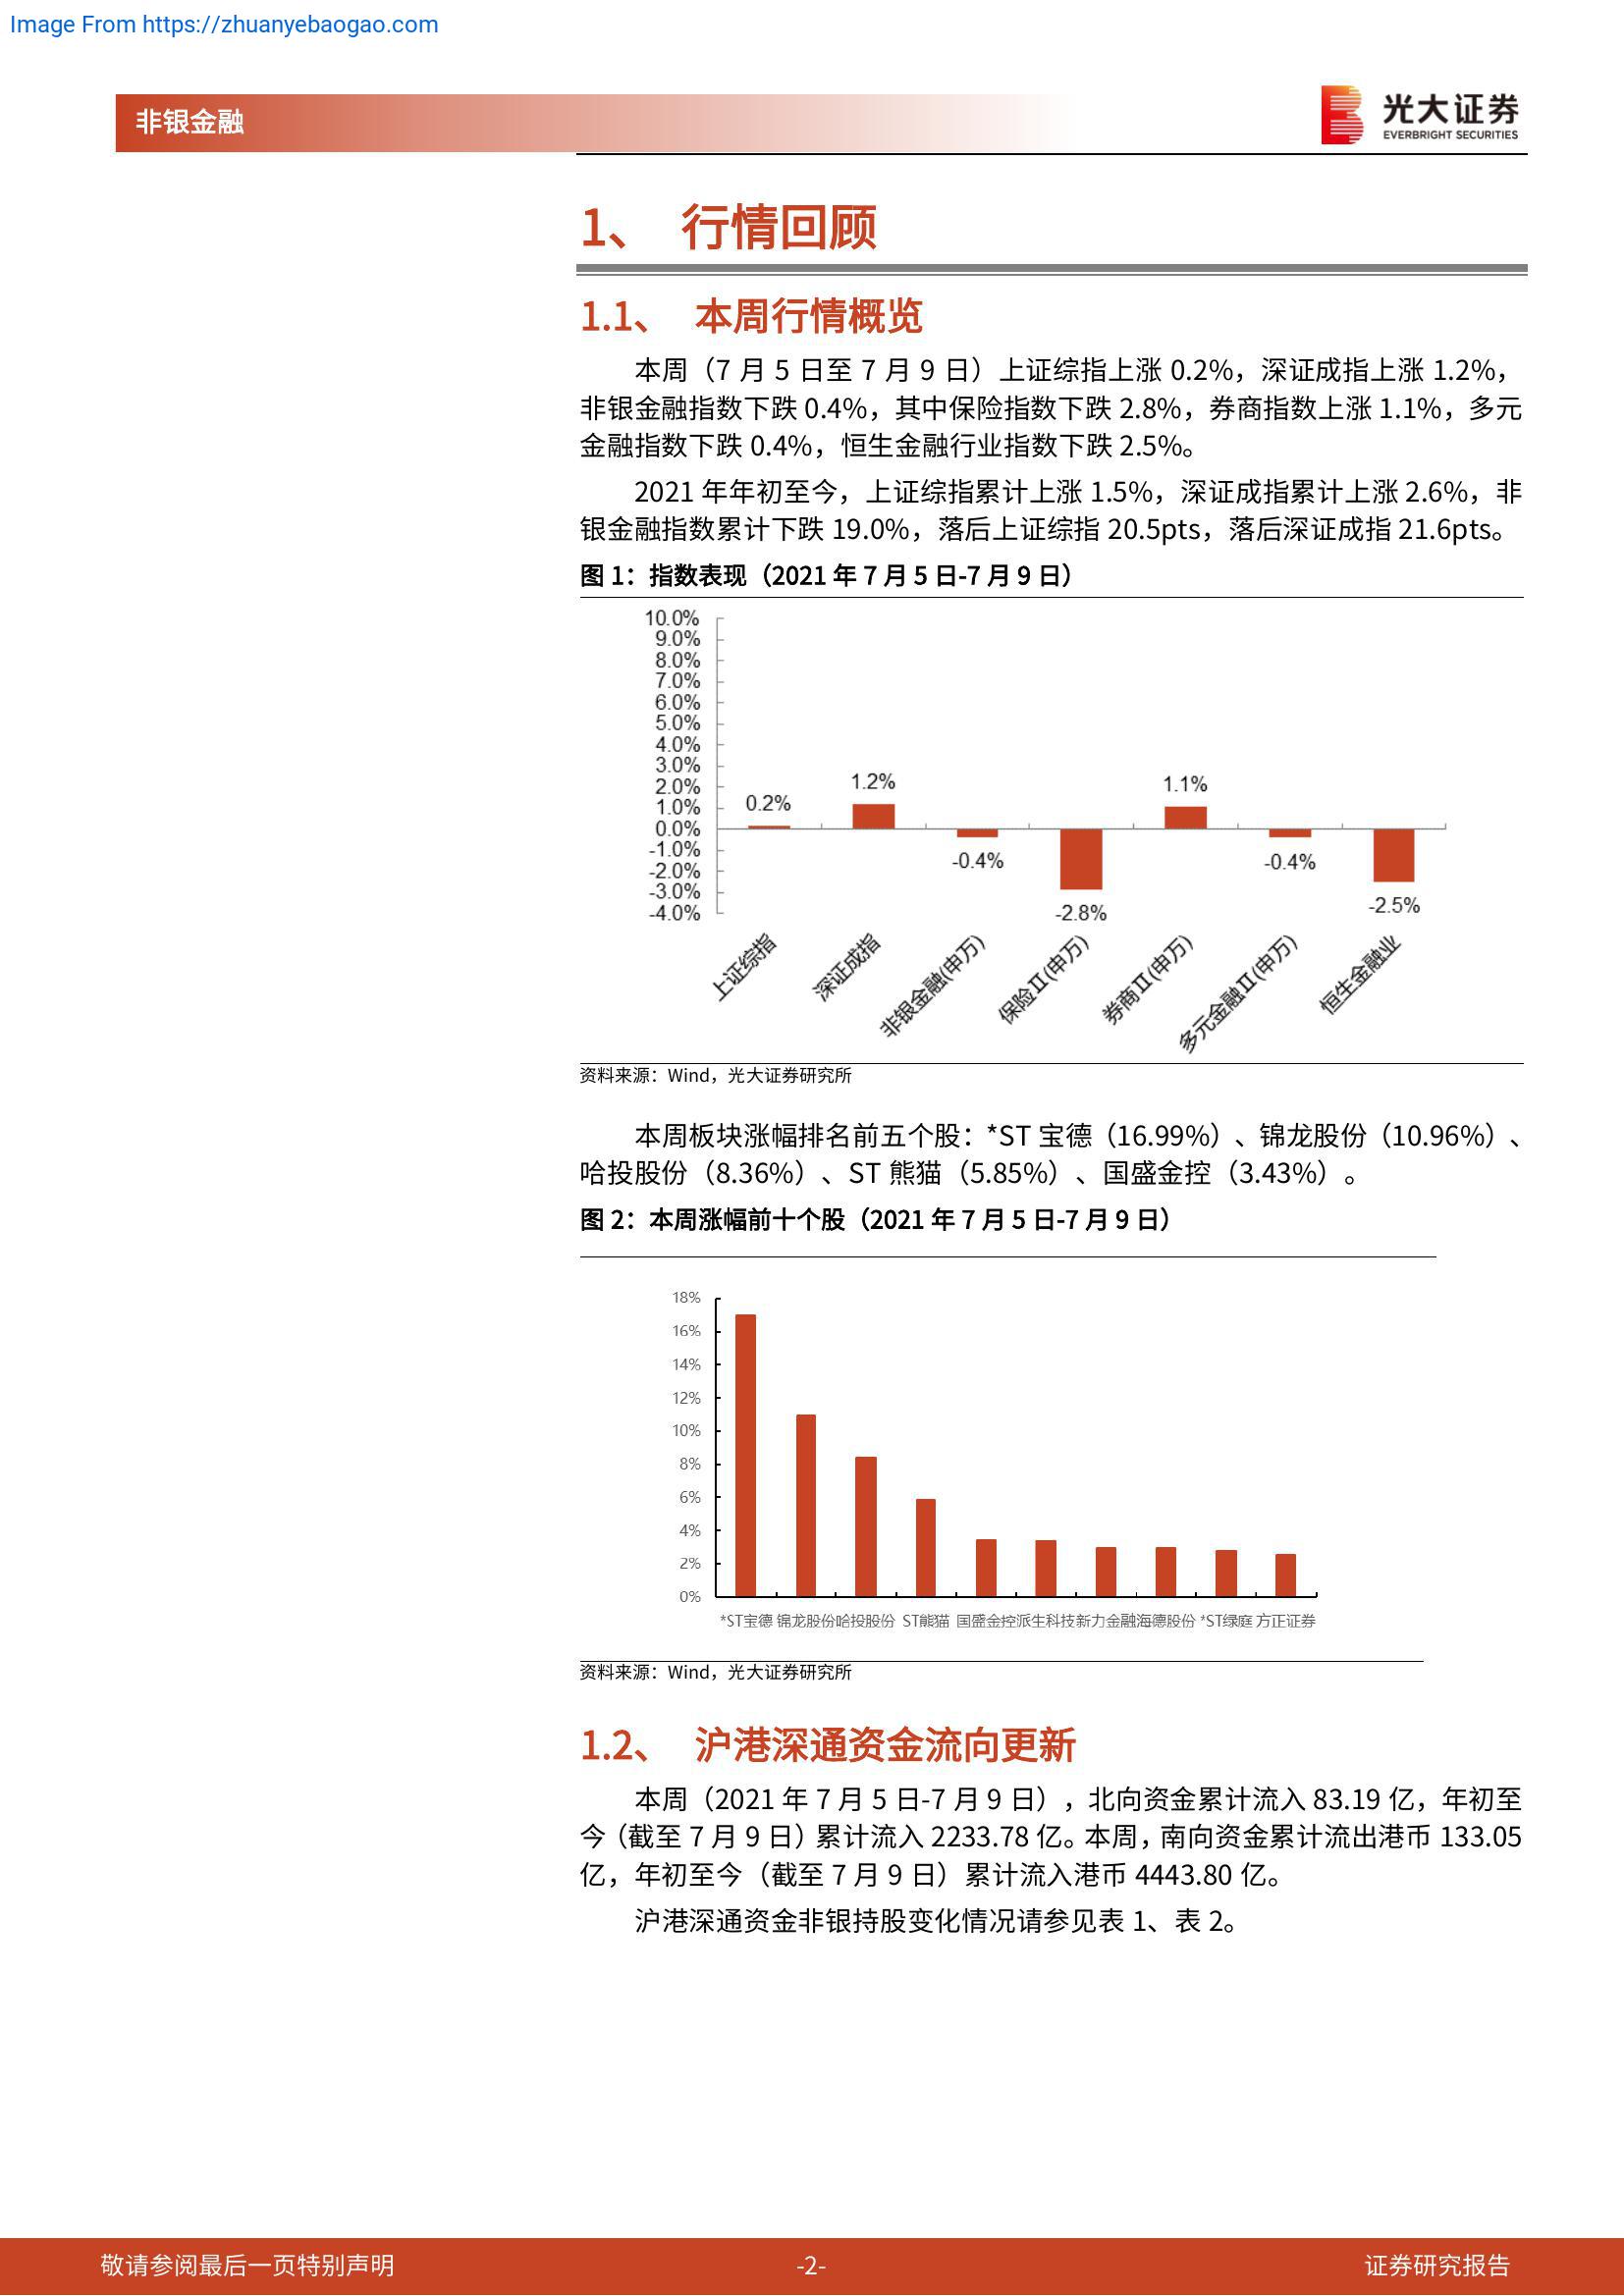 Image From https://zhuanyebaogao.com
非银金融
光大证券
EVERBRIGHT SECURITIES
1、 行情回顾
1.1、 本周行情概览
本周（7 月 5 日至 7 月 9 日）上证综指上涨 0.2%，深证成指上涨 1.2%，
非银金融指数下跌 0.4%，其中保险指数下跌 2.8%，券商指数上涨 1.1%，多元
金融指数下跌 0.4%，恒生金融行业指数下跌 2.5%。
2021 年年初至今，上证综指累计上涨 1.5%，深证成指累计上涨 2.6%，非
银金融指数累计下跌 19.0%，落后上证综指 20.5pts，落后深证成指 21.6pts。
图 1：指数表现（2021 年 7 月 5 日-7 月 9 日）
10.0%
9.0%
8.0%
7.0%
6.0%
5.0%
4.0%
3.0%
2.0%
1.0%
0.0%
-1.0%
-2.0%
-3.0%
-4.0%
0.2%
1.2%
-0.4%
-2.8%
1.1%
-0.4%
-2.5%
上证综指
深证成指
非银金融(申万)
保险Ⅱ(申万)
券商Ⅱ(申万)
多元金融Ⅱ(申万)
恒生金融业
资料来源：Wind，光大证券研究所
本周板块涨幅排名前五个股：*ST 宝德（16.99%）、锦龙股份（10.96%）、
哈投股份（8.36%）、ST 熊猫（5.85%）、国盛金控（3.43%）。
图 2：本周涨幅前十个股（2021 年 7 月 5 日-7 月 9 日）
18%
16%
14%
12%
10%
8%
6%
4%
2%
0%
*ST宝德 锦龙股份 哈投股份 ST熊猫 国盛金控 派生科技 新力金融 海德股份 *ST绿庭 方正证券
资料来源：Wind，光大证券研究所
1.2、 沪港深通资金流向更新
本周（2021 年 7 月 5 日-7 月 9 日），北向资金累计流入 83.19 亿，年初至
今（截至 7 月 9 日）累计流入 2233.78 亿。本周，南向资金累计流出港币 133.05
亿，年初至今（截至 7 月 9 日）累计流入港币 4443.80 亿。
沪港深通资金非银持股变化情况请参见表 1、表 2。
敬请参阅最后一页特别声明
-2-
证券研究报告